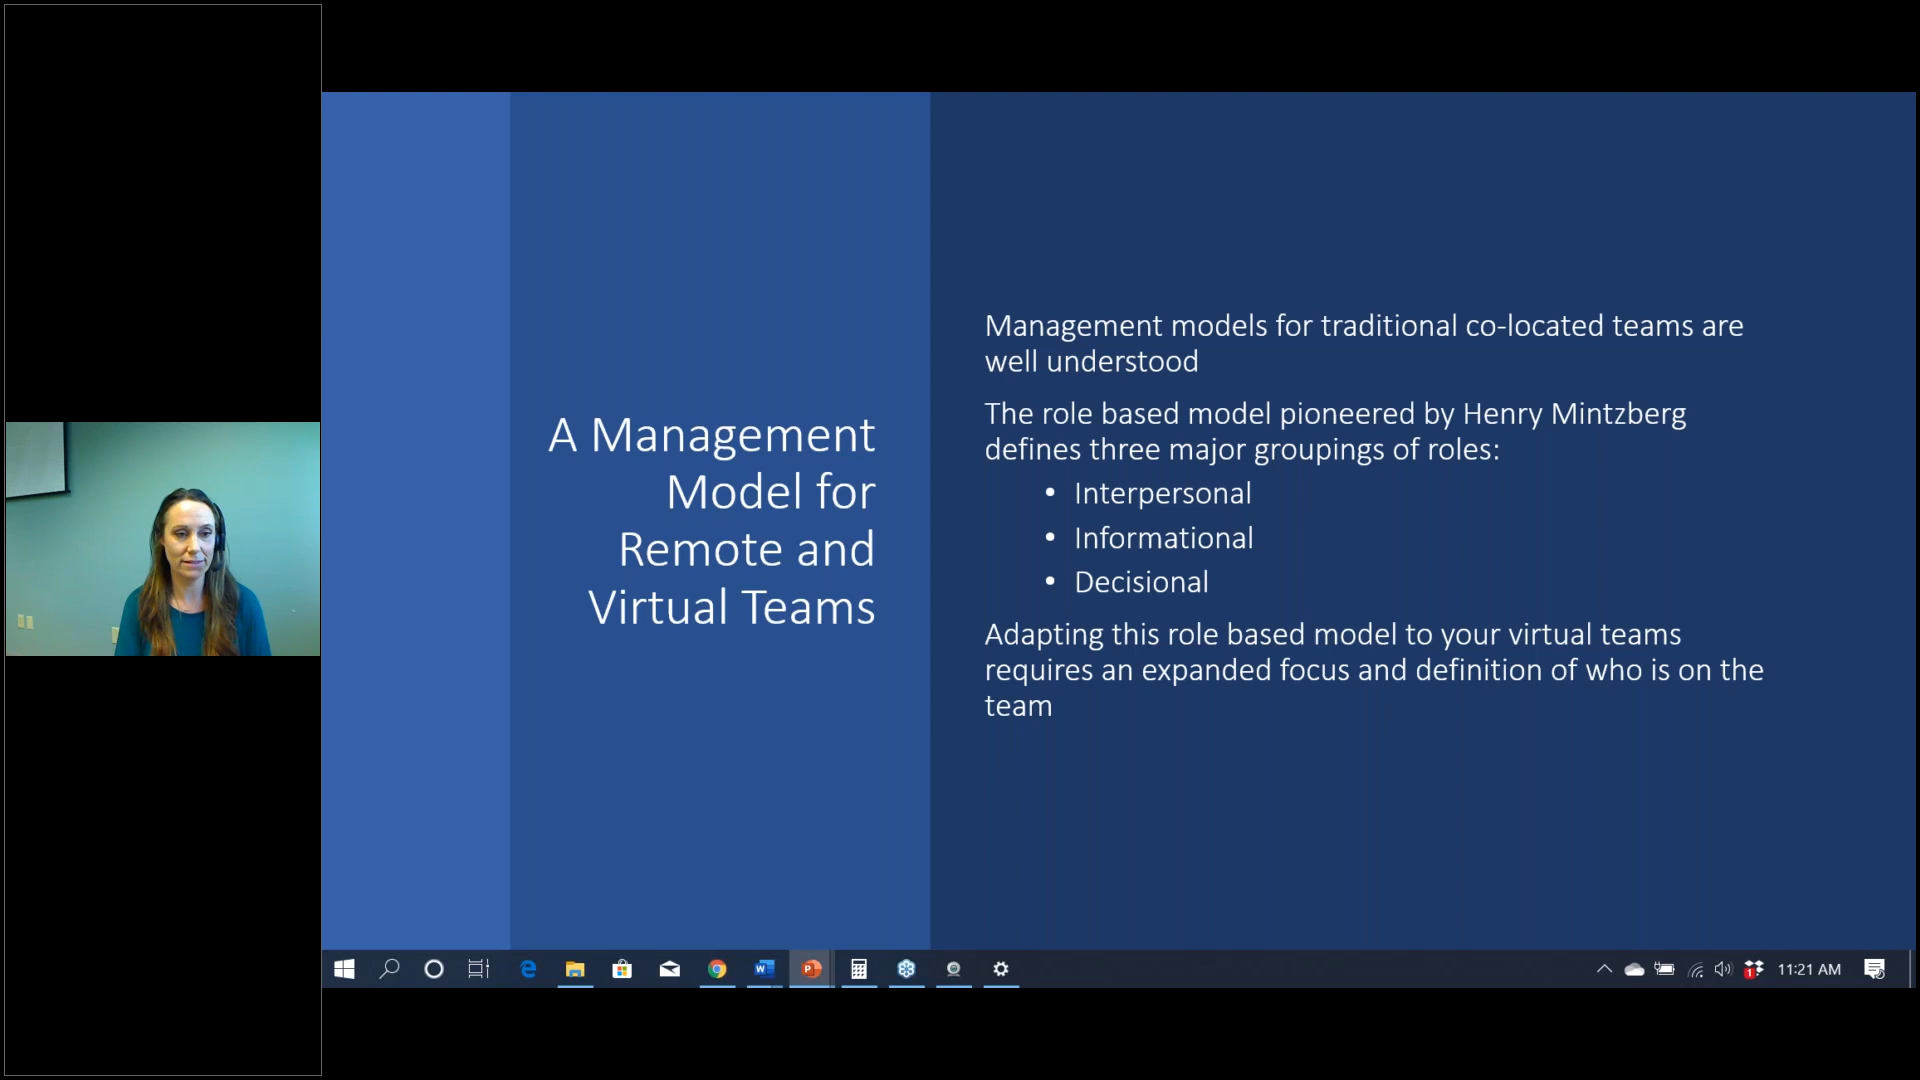 A Management
Model for
Remote and
Virtual Teams
Management models for traditional co-located teams are
well understood
The role based model pioneered by Henry Mintzberg
defines three major groupings of roles:
• Interpersonal
• Informational
• Decisional
Adapting this role based model to your virtual teams
requires an expanded focus and definition of who is on the
team
11:21 AM